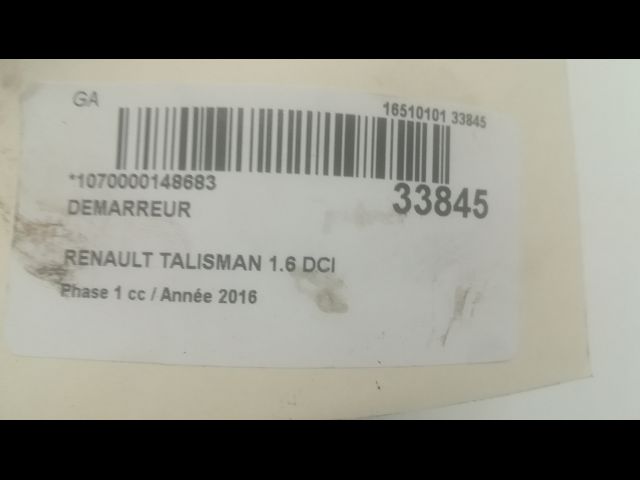 GA
16510101 33845
*1070000148683
33845
DEMARREUR
RENAULT TALISMAN 1.6 DCI
Phase 1 cc / Année 2016